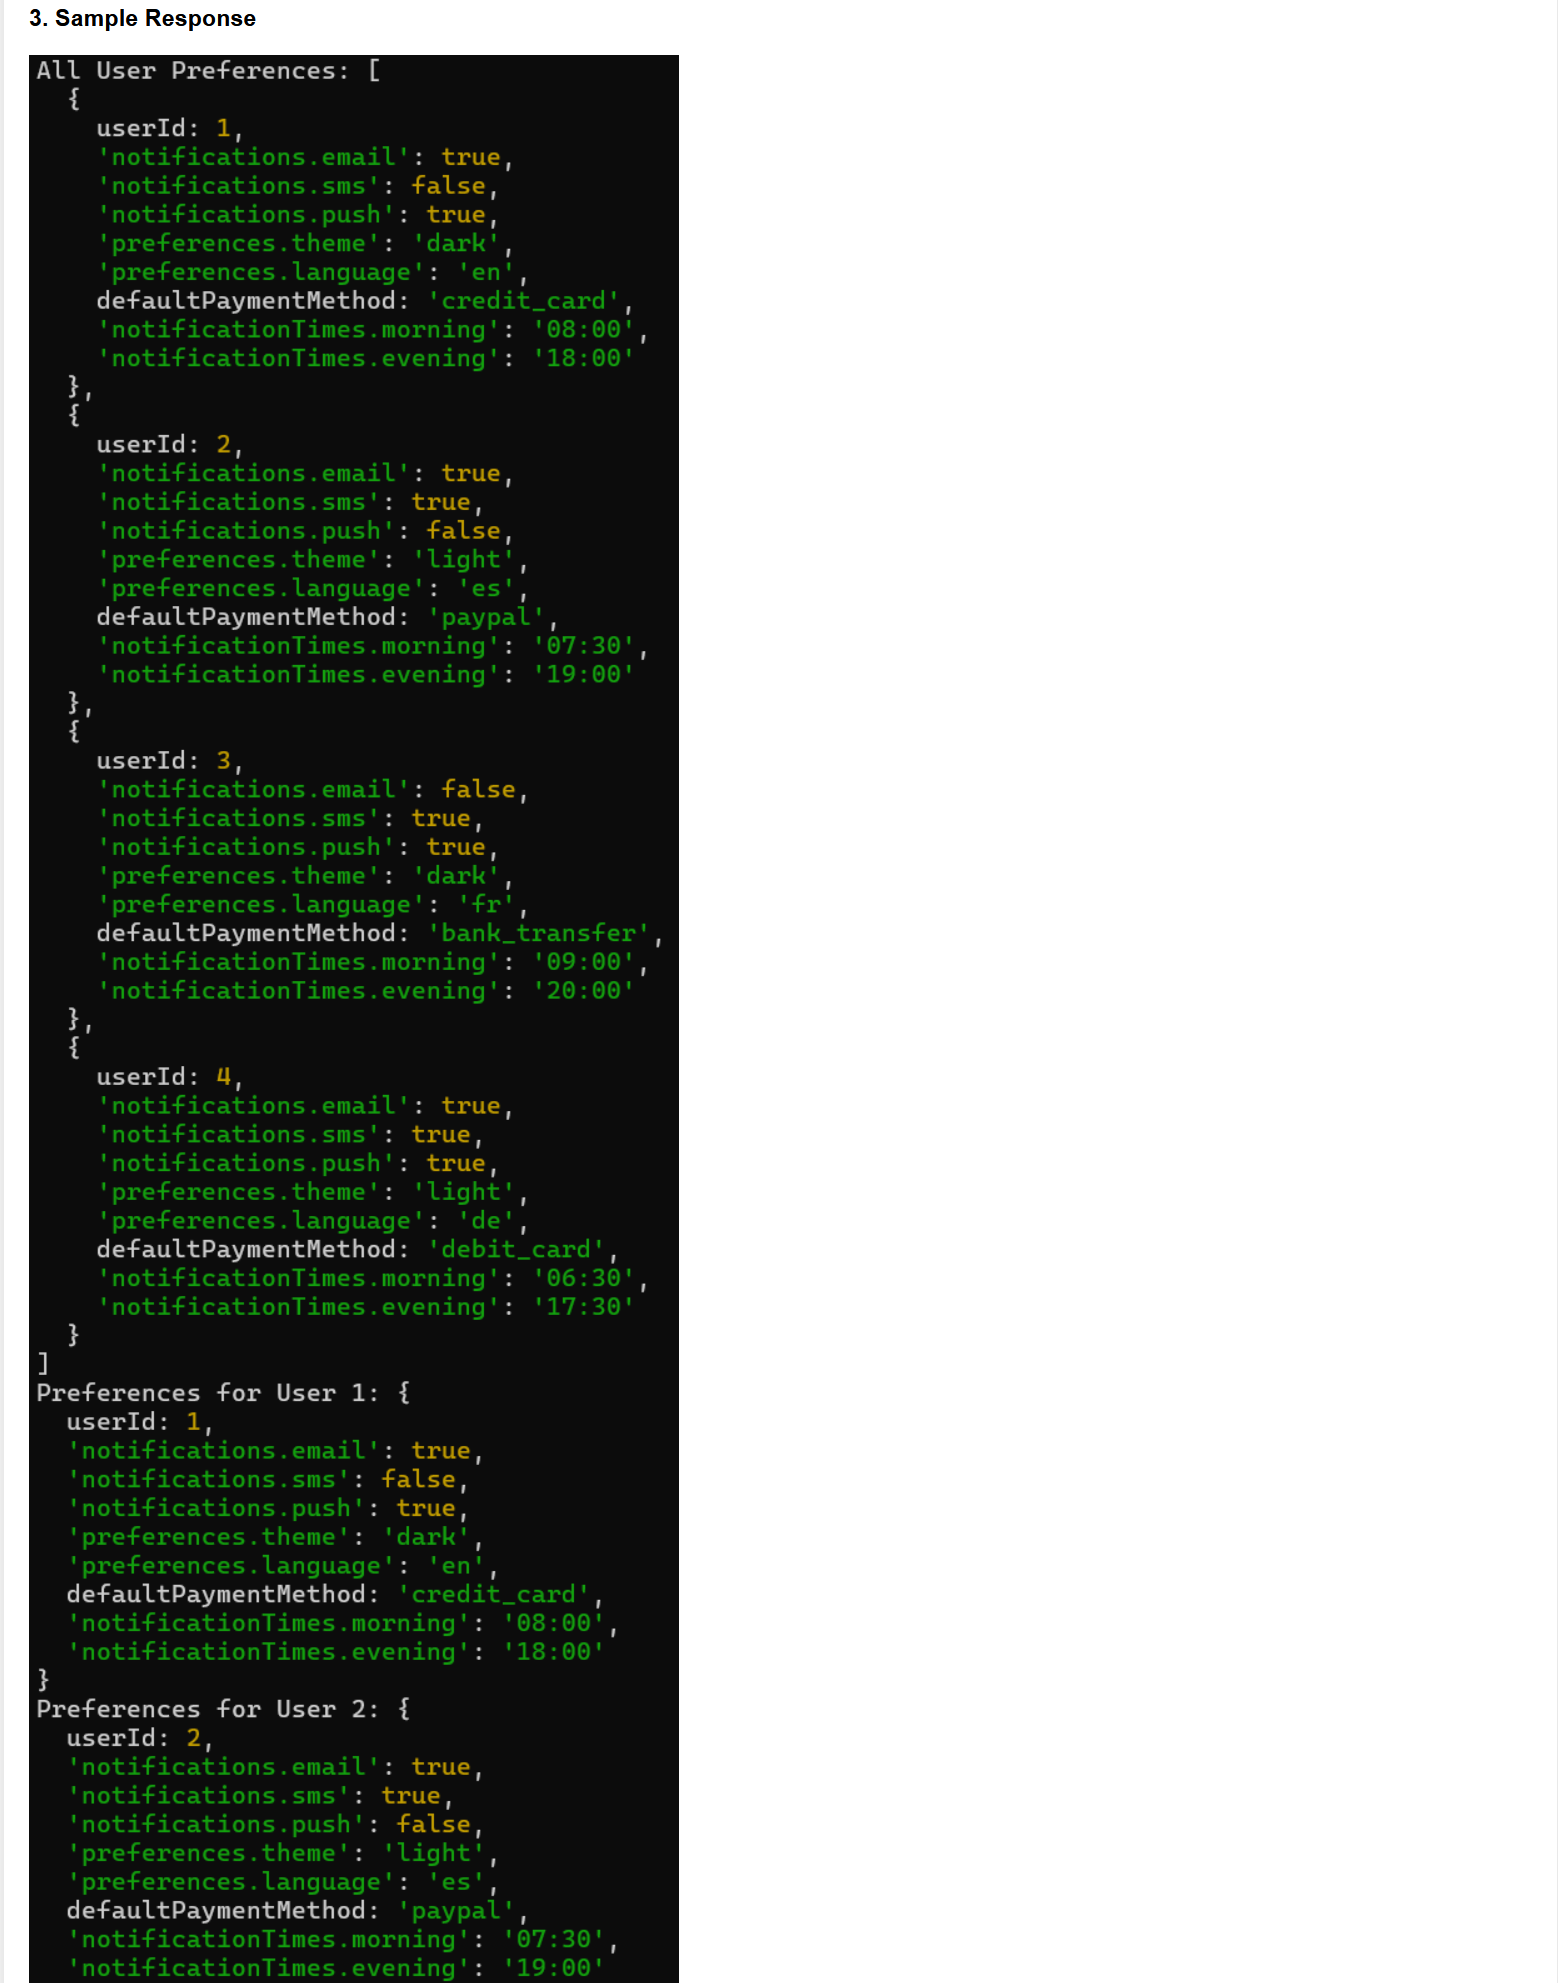 3. Sample Response
All User Preferences: [
  {
    userId: 1,
    'notifications.email': true,
    'notifications.sms': false,
    'notifications.push': true,
    'preferences.theme': 'dark',
    'preferences.language': 'en',
    defaultPaymentMethod: 'credit_card',
    'notificationTimes.morning': '08:00',
    'notificationTimes.evening': '18:00'
  },
  {
    userId: 2,
    'notifications.email': true,
    'notifications.sms': true,
    'notifications.push': false,
    'preferences.theme': 'light',
    'preferences.language': 'es',
    defaultPaymentMethod: 'paypal',
    'notificationTimes.morning': '07:30',
    'notificationTimes.evening': '19:00'
  },
  {
    userId: 3,
    'notifications.email': false,
    'notifications.sms': true,
    'notifications.push': true,
    'preferences.theme': 'dark',
    'preferences.language': 'fr',
    defaultPaymentMethod: 'bank_transfer',
    'notificationTimes.morning': '09:00',
    'notificationTimes.evening': '20:00'
  },
  {
    userId: 4,
    'notifications.email': true,
    'notifications.sms': true,
    'notifications.push': true,
    'preferences.theme': 'light',
    'preferences.language': 'de',
    defaultPaymentMethod: 'debit_card',
    'notificationTimes.morning': '06:30',
    'notificationTimes.evening': '17:30'
  }
]
Preferences for User 1: {
  userId: 1,
  'notifications.email': true,
  'notifications.sms': false,
  'notifications.push': true,
  'preferences.theme': 'dark',
  'preferences.language': 'en',
  defaultPaymentMethod: 'credit_card',
  'notificationTimes.morning': '08:00',
  'notificationTimes.evening': '18:00'
}
Preferences for User 2: {
  userId: 2,
  'notifications.email': true,
  'notifications.sms': true,
  'notifications.push': false,
  'preferences.theme': 'light',
  'preferences.language': 'es',
  defaultPaymentMethod: 'paypal',
  'notificationTimes.morning': '07:30',
  'notificationTimes.evening': '19:00'